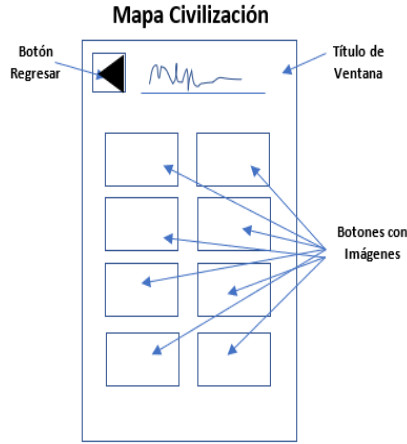 Mapa Civilización
Botón
Regresar
Título de
Ventana
Botones con
Imágenes